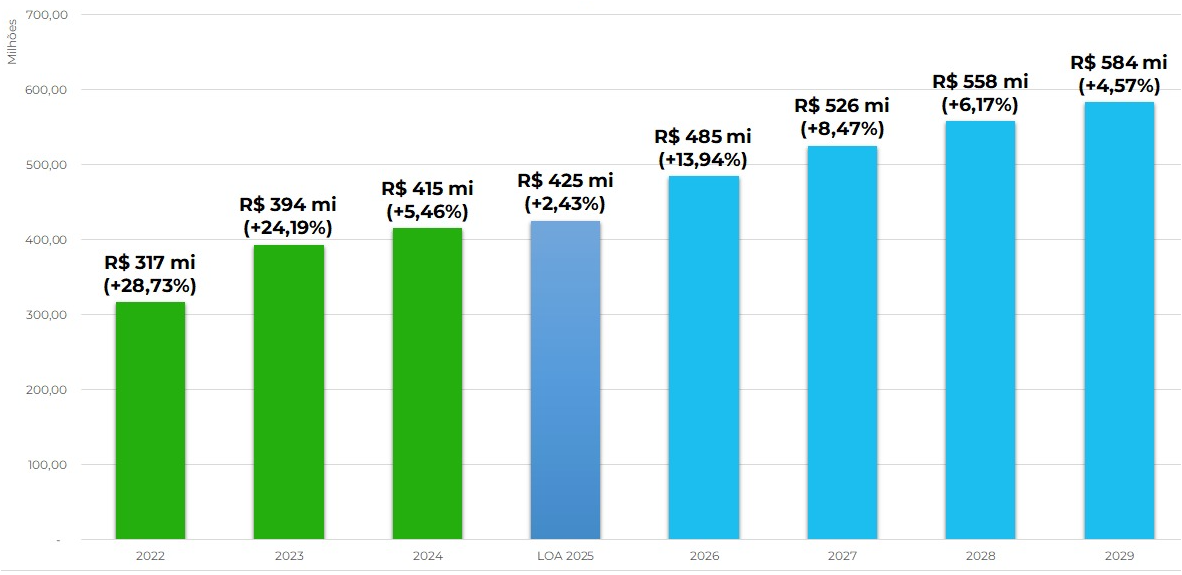 Milhões
700,00
600,00
500,00
400,00
300,00
200,00
100,00
-
R$ 317 mi
(+28,73%)
R$ 394 mi
(+24,19%)
R$ 415 mi
(+5,46%)
R$ 425 mi
(+2,43%)
R$ 485 mi
(+13,94%)
R$ 526 mi
(+8,47%)
R$ 558 mi
(+6,17%)
R$ 584 mi
(+4,57%)
2022
2023
2024
LOA 2025
2026
2027
2028
2029